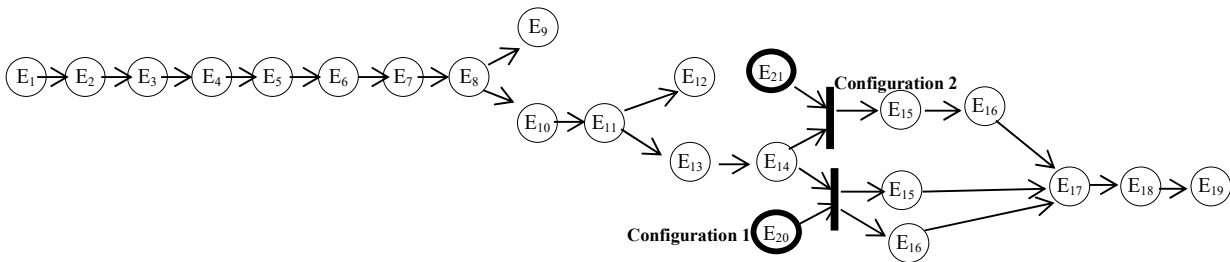 E9
E1 E2 E3 E4 E5 E6 E7 E8 E12 E21
Configuration 2
E15 E16
E10 E11
E13 E14
E15 E17 E18 E19
Configuration 1 E20
E16